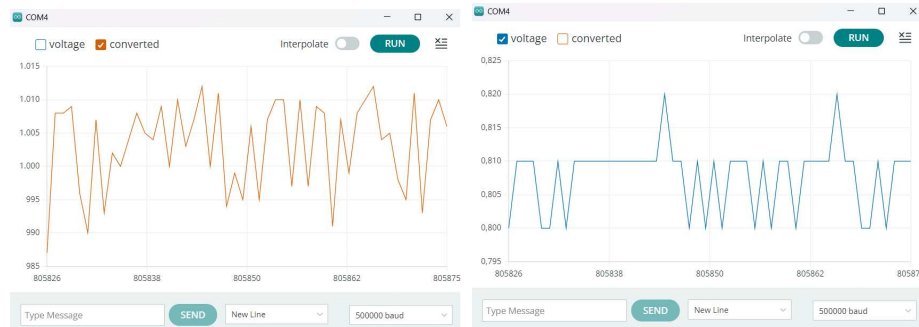 COM4
voltage converted Interpolate RUN
1.015
1.010
1.005
1.000
995
990
985
805826 805838 805850 805862 805875
Type Message SEND New Line 500000 baud
COM4
voltage converted Interpolate RUN
0,825
0,820
0,815
0,810
0,805
0,800
0,795
805826 805838 805850 805862 80587
Type Message SEND New Line 500000 baud